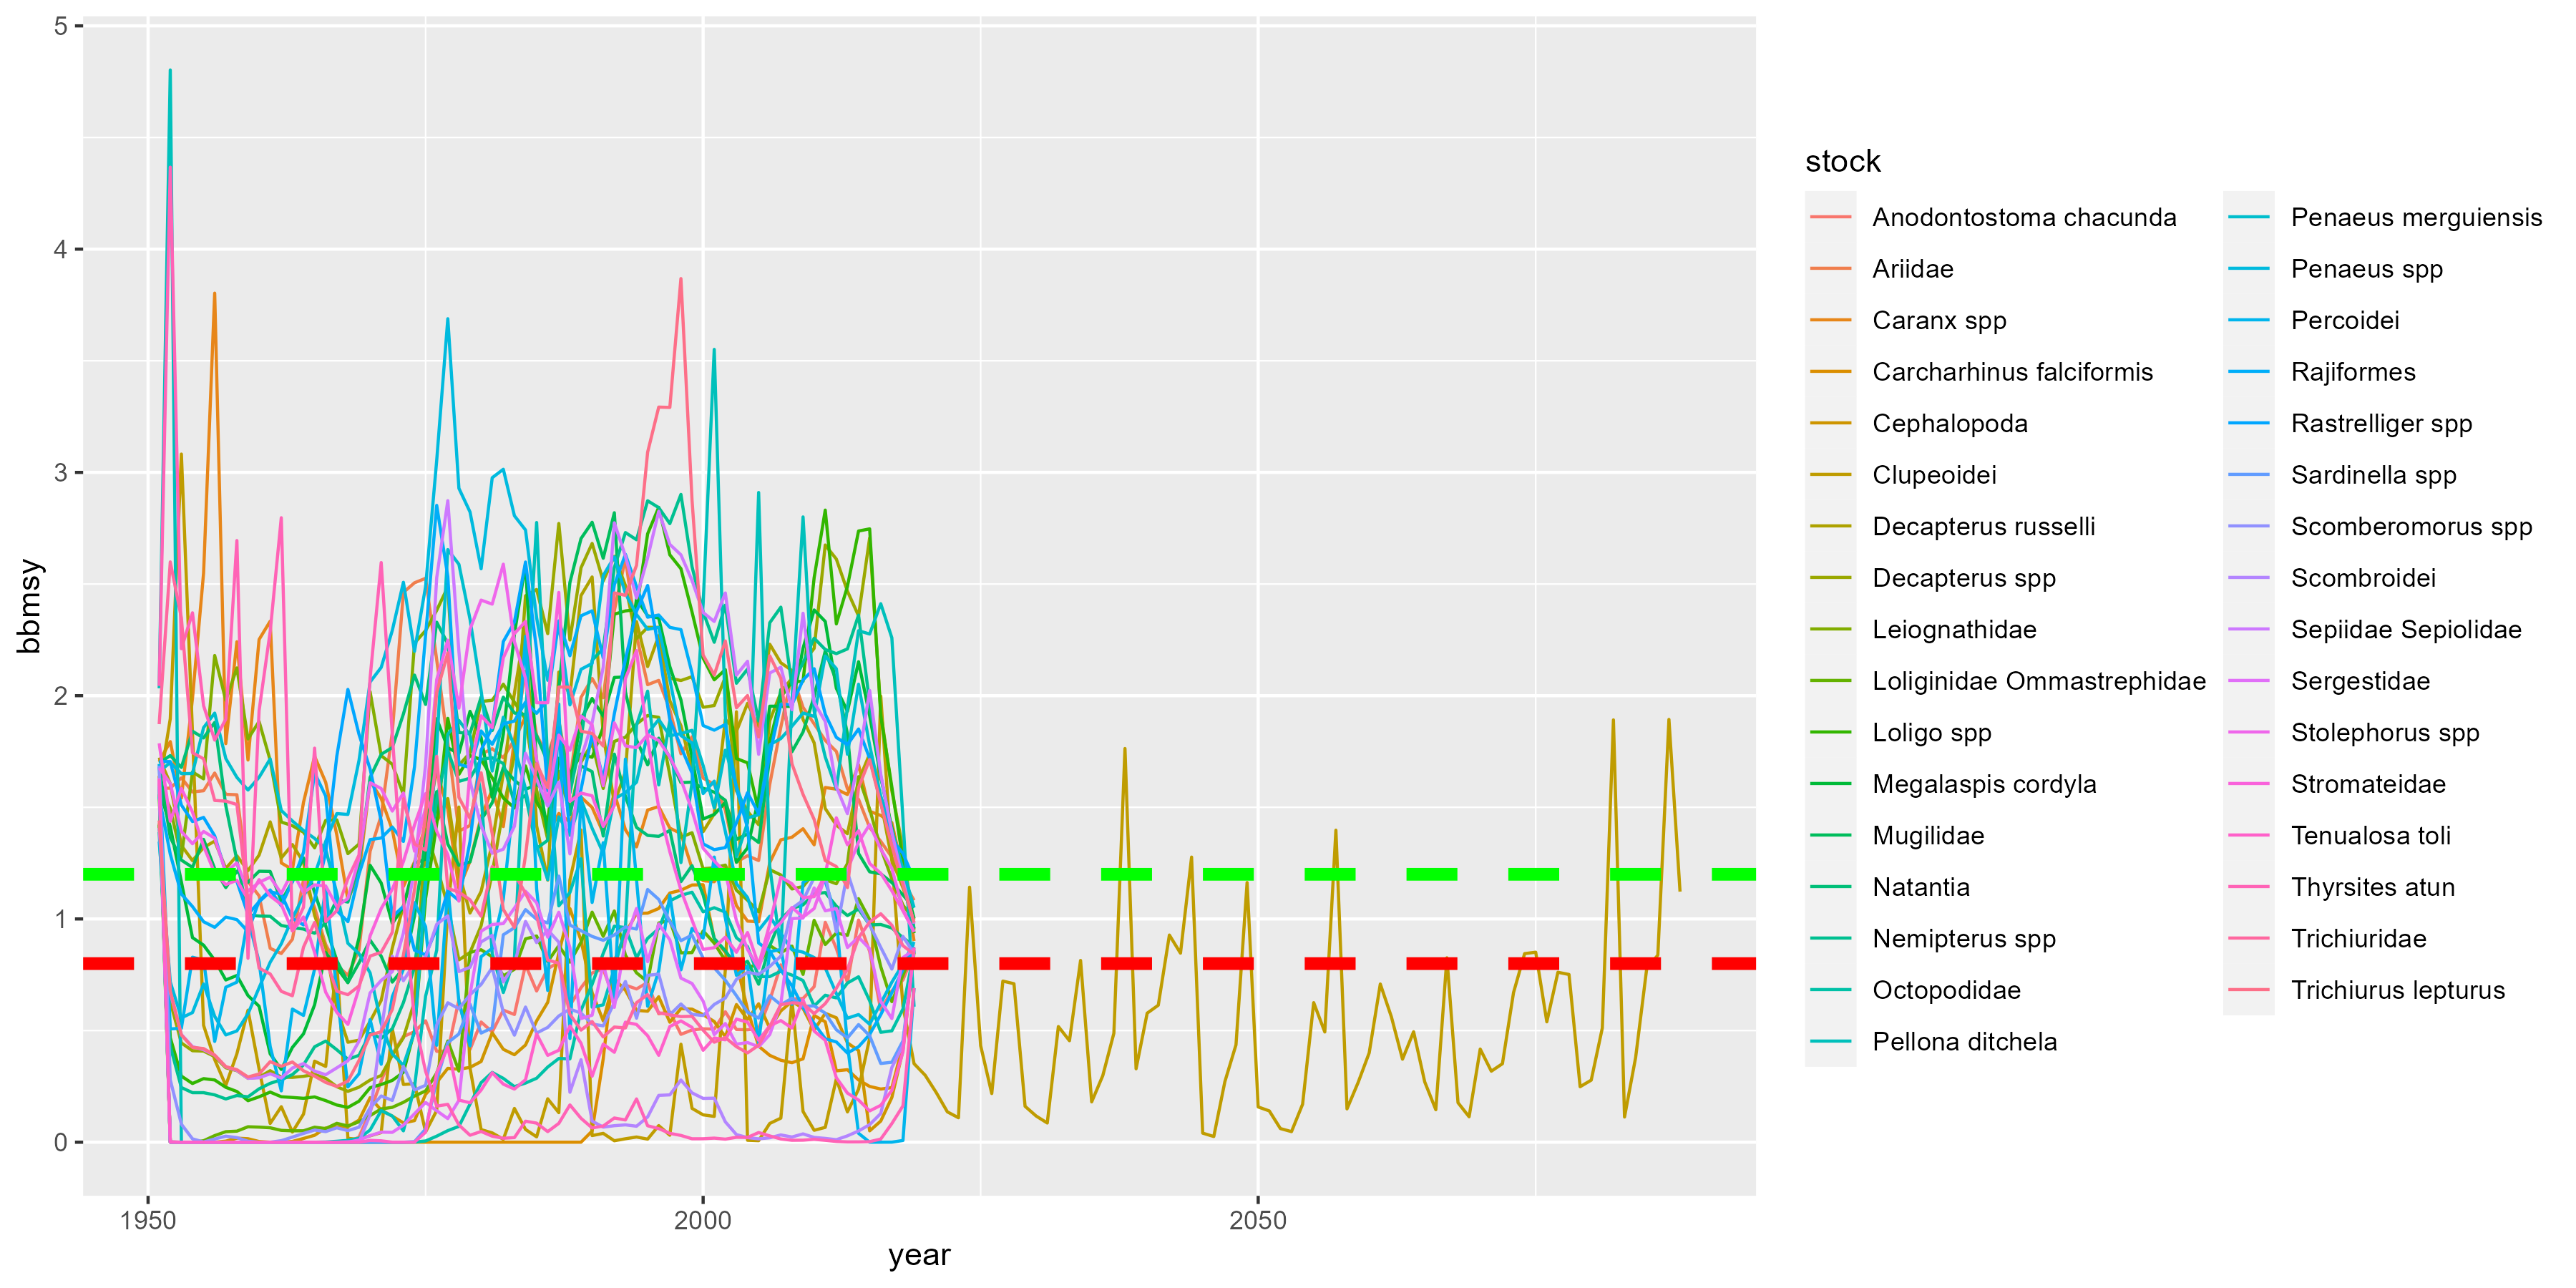 5
4
3
2
1
0
bbmsy
1950
2000
2050
year
stock
Anodontostoma chacunda
Ariidae
Caranx spp
Carcharhinus falciformis
Cephalopoda
Clupeoidei
Decapterus russelli
Decapterus spp
Leiognathidae
Loliginidae Ommastrephidae
Loligo spp
Megalaspis cordyla
Mugilidae
Natantia
Nemipterus spp
Octopodidae
Pellona ditchela
Penaeus merguiensis
Penaeus spp
Percoidei
Rajiformes
Rastrelliger spp
Sardinella spp
Scomberomorus spp
Scombroidei
Sepiidae Sepiolidae
Sergestidae
Stolephorus spp
Stromateidae
Tenualosa toli
Thyrsites atun
Trichiuridae
Trichiurus lepturus